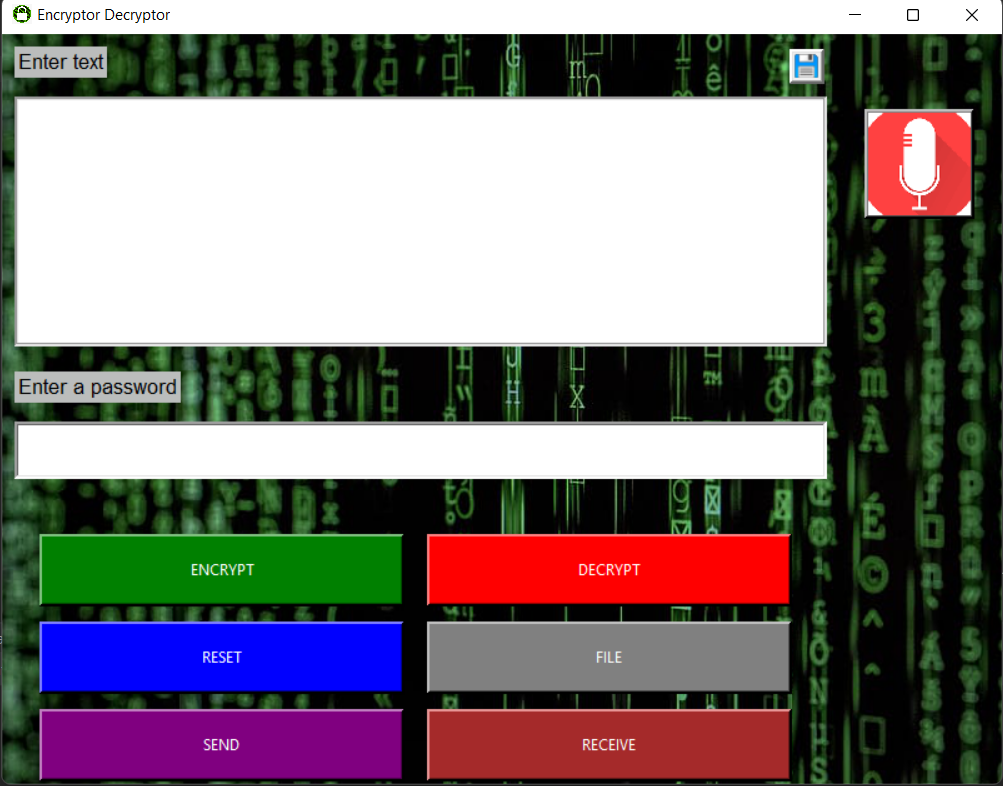 Encryptor Decryptor
Enter text
Enter a password
ENCRYPT
DECRYPT
RESET
FILE
SEND
RECEIVE